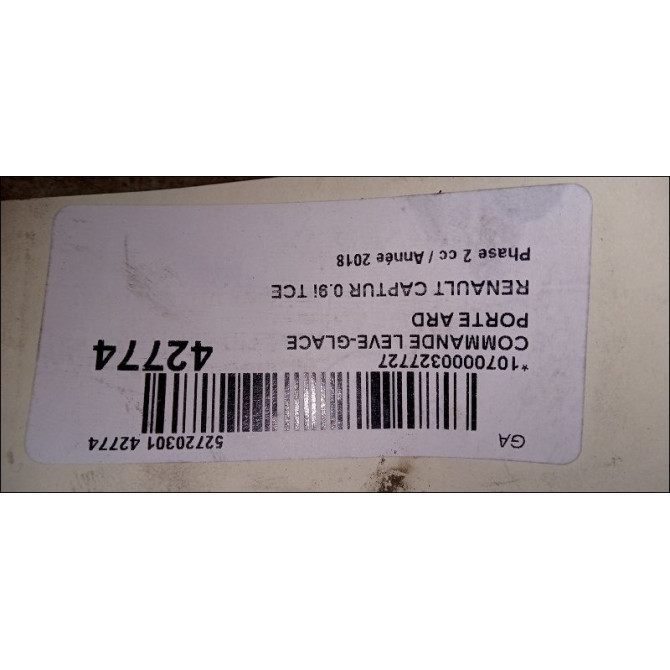 GA
52720301 42774
*1070000327727
COMMANDE LEVE-GLACE
PORTE ARD
42774
RENAULT CAPTUR 0.9i TCE
Phase 2 cc / Année 2018